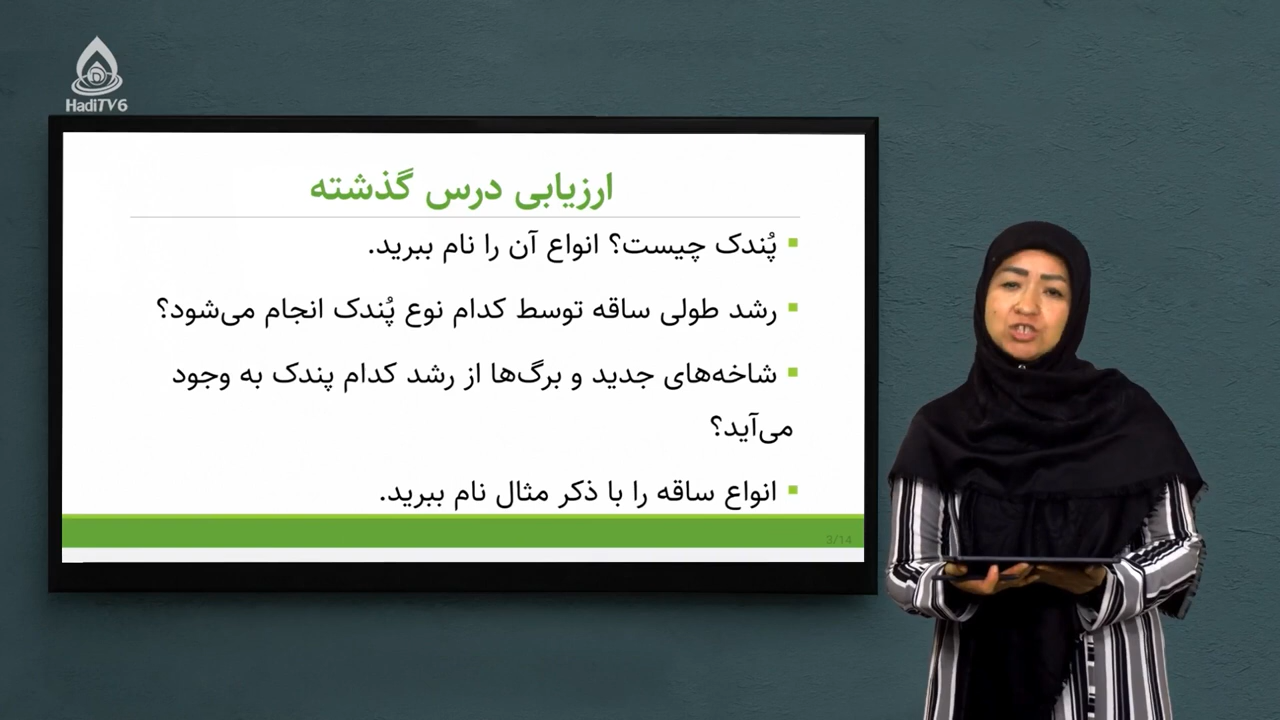 HadiTV6
ارزیابی درس گذشته
پُندک چیست؟ انواع آن را نام ببرید.
رشد طولی ساقه توسط کدام نوع پُندک انجام می‌شود؟
شاخه‌های جدید و برگ‌ها از رشد کدام پندک به وجود
می‌آید؟
انواع ساقه را با ذکر مثال نام ببرید.
3/14